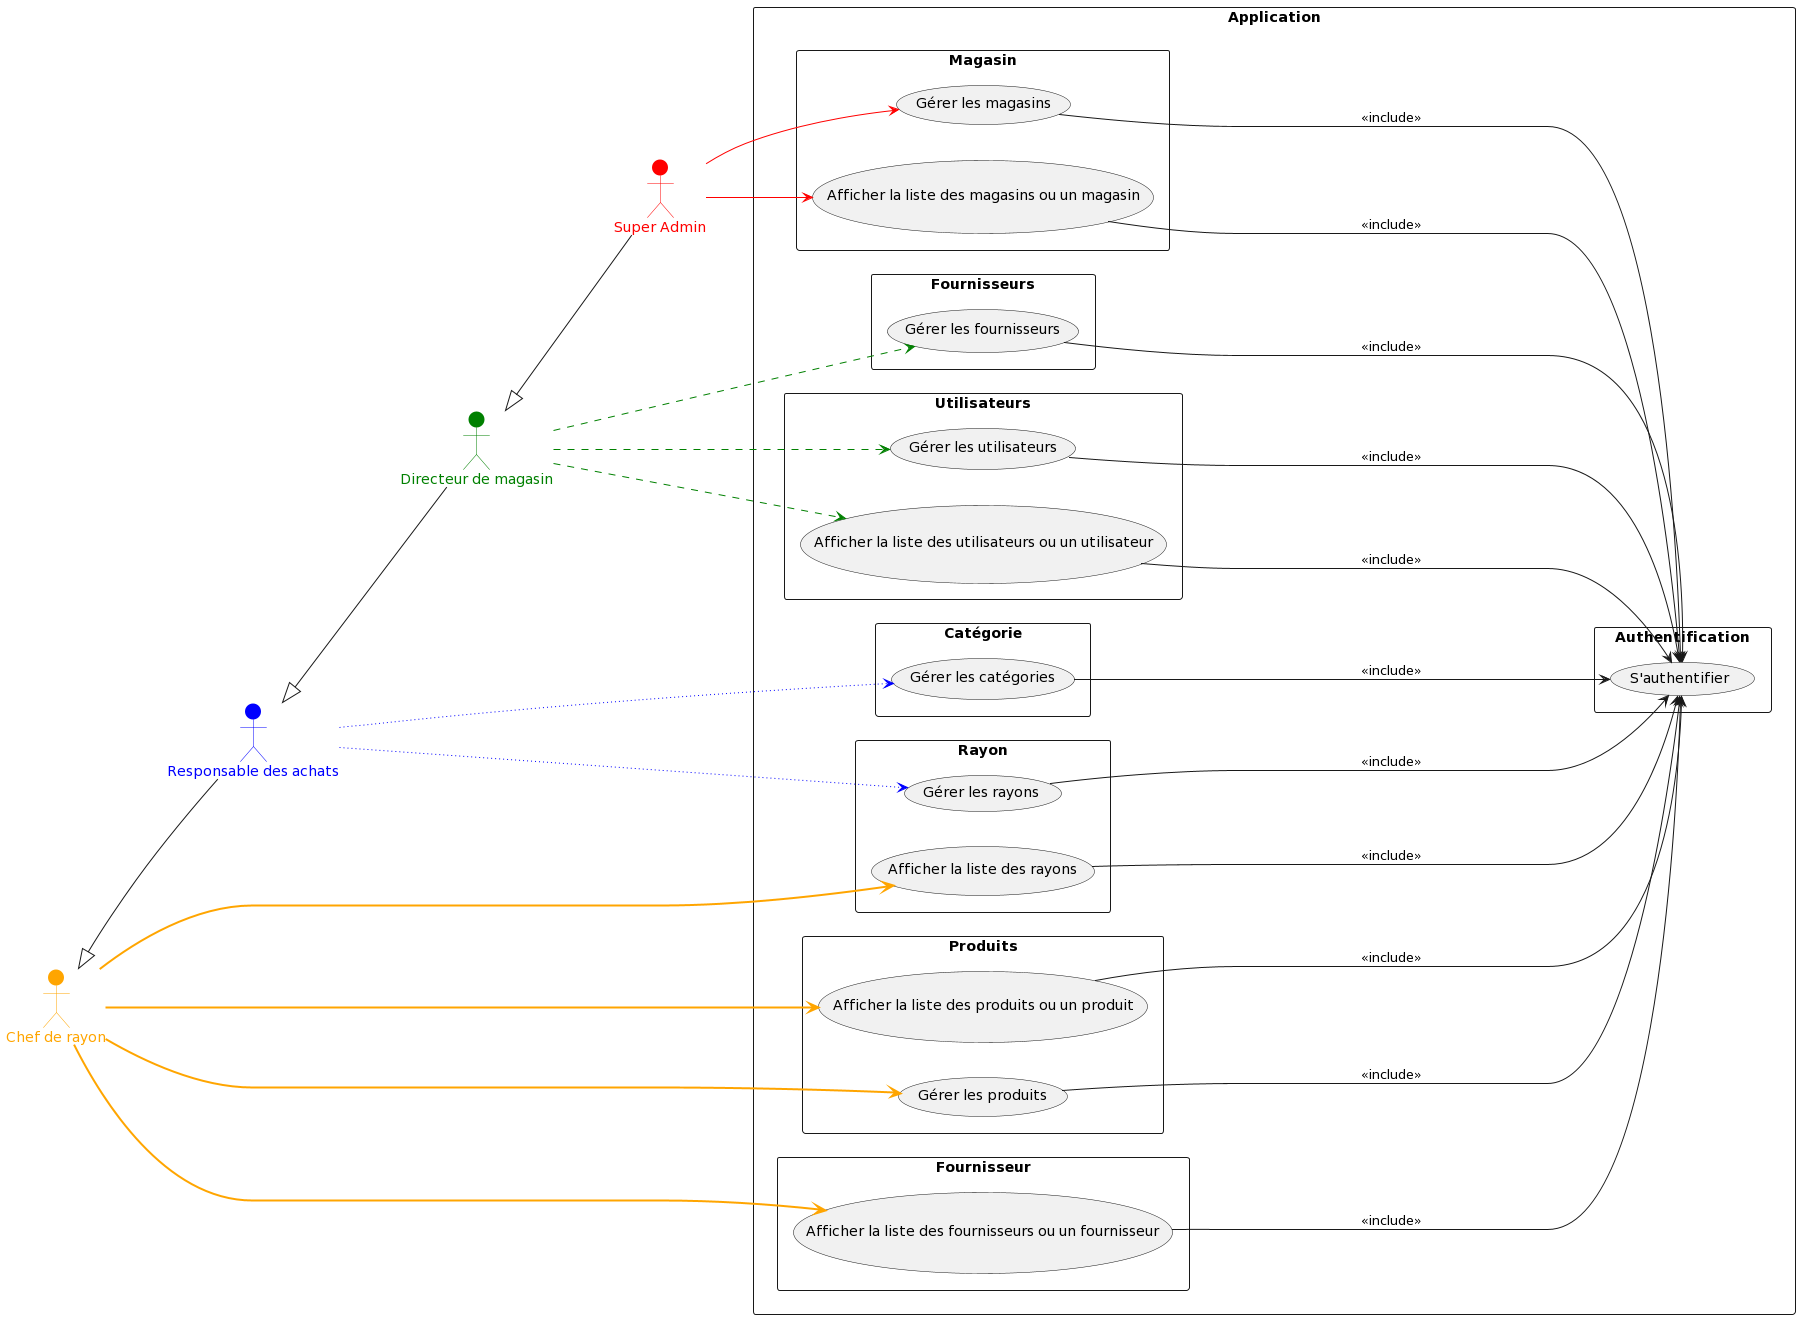 Application
Magasin
Gérer les magasins
«include»
Afficher la liste des magasins ou un magasin
«include»
Super Admin
Fournisseurs
Gérer les fournisseurs
«include»
Utilisateurs
Gérer les utilisateurs
«include»
Directeur de magasin
Afficher la liste des utilisateurs ou un utilisateur
«include»
Catégorie
Gérer les catégories
«include»
Authentification
S'authentifier
Rayon
Responsable des achats
Gérer les rayons
«include»
Afficher la liste des rayons
«include»
Produits
Afficher la liste des produits ou un produit
«include»
Chef de rayon
Gérer les produits
«include»
Fournisseur
Afficher la liste des fournisseurs ou un fournisseur
«include»